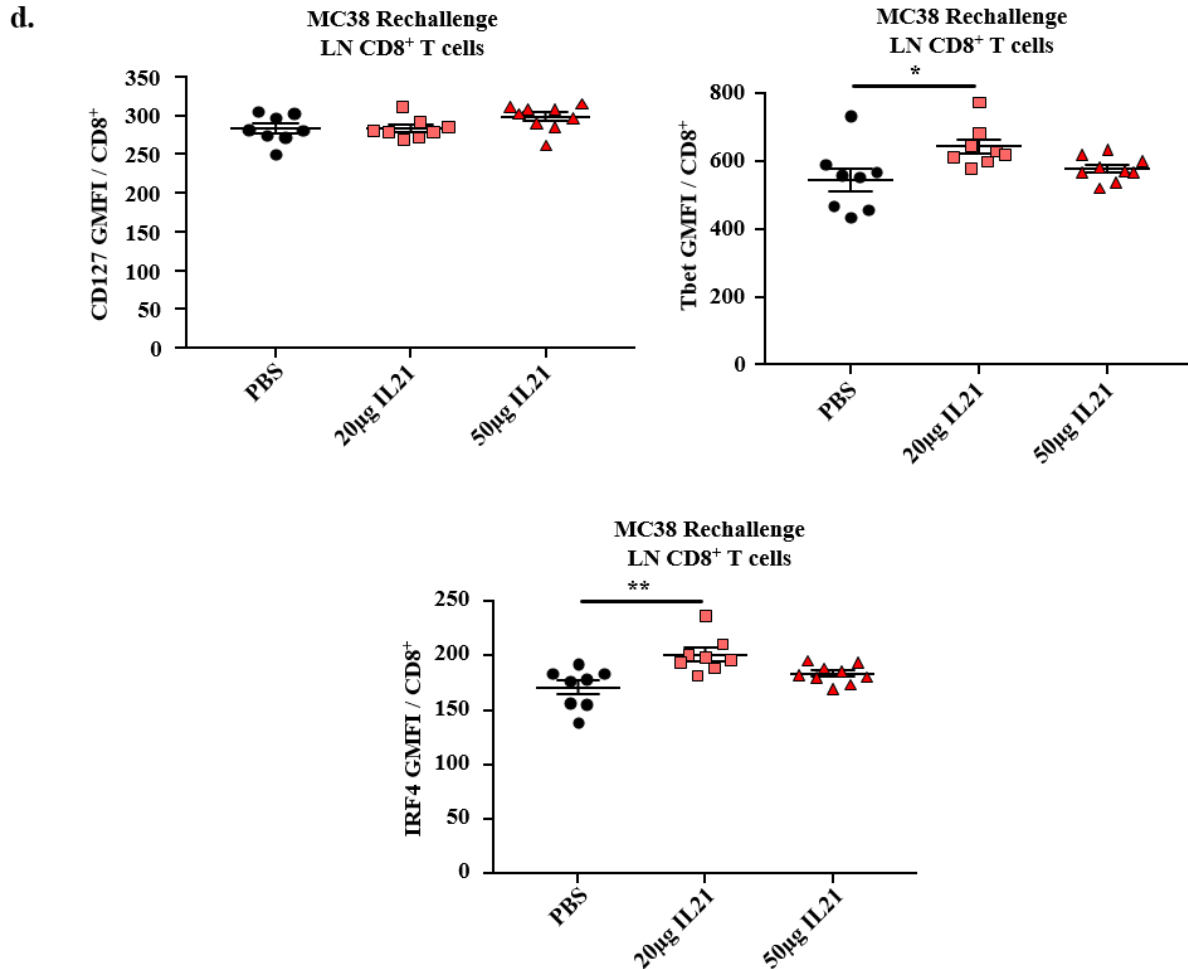 d.
MC38 Rechallenge
LN CD8⁺ T cells
CD127 GMFI / CD8⁺
350
300
250
200
150
100
50
0
PBS
20µg IL21
50µg IL21
MC38 Rechallenge
LN CD8⁺ T cells
*
Tbet GMFI / CD8⁺
800
600
400
200
0
PBS
20µg IL21
50µg IL21
MC38 Rechallenge
LN CD8⁺ T cells
**
IRF4 GMFI / CD8⁺
250
200
150
100
50
0
PBS
20µg IL21
50µg IL21